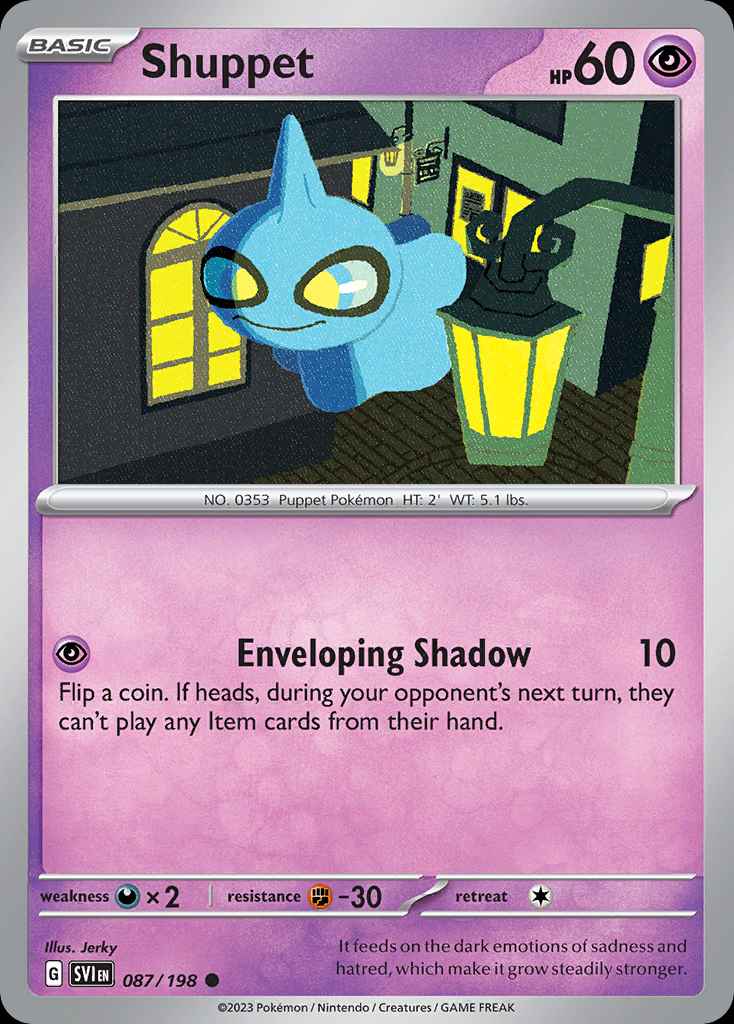 BASIC
Shuppet
HP60
NO. 0353 Puppet Pokémon HT: 2' WT: 5.1 lbs.
Enveloping Shadow 10
Flip a coin. If heads, during your opponent's next turn, they
can't play any Item cards from their hand.
weakness ×2 resistance -30 retreat
Illus. Jerky
G SVI EN 087/198
It feeds on the dark emotions of sadness and
hatred, which make it grow steadily stronger.
©2023 Pokémon / Nintendo / Creatures / GAME FREAK